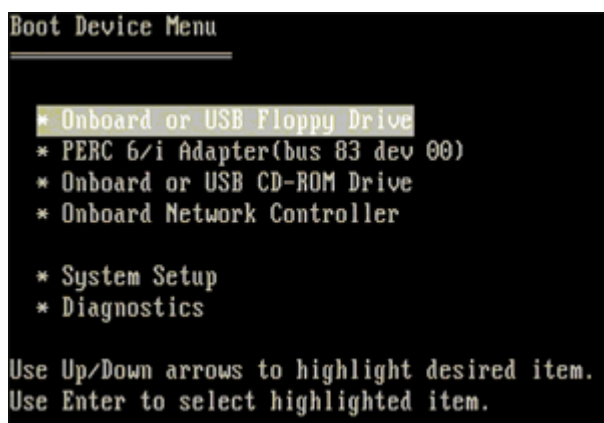 Boot Device Menu
* Onboard or USB Floppy Drive
* PERC 6/i Adapter(bus 83 dev 00)
* Onboard or USB CD-ROM Drive
* Onboard Network Controller
* System Setup
* Diagnostics
Use Up/Down arrows to highlight desired item.
Use Enter to select highlighted item.